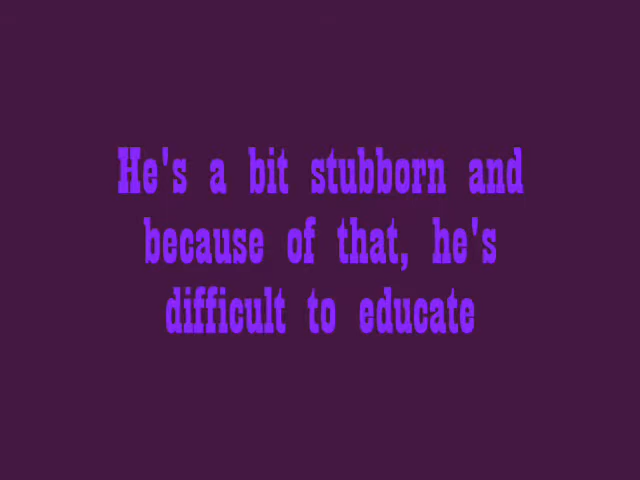 He's a bit stubborn and
because of that, he's
difficult to educate